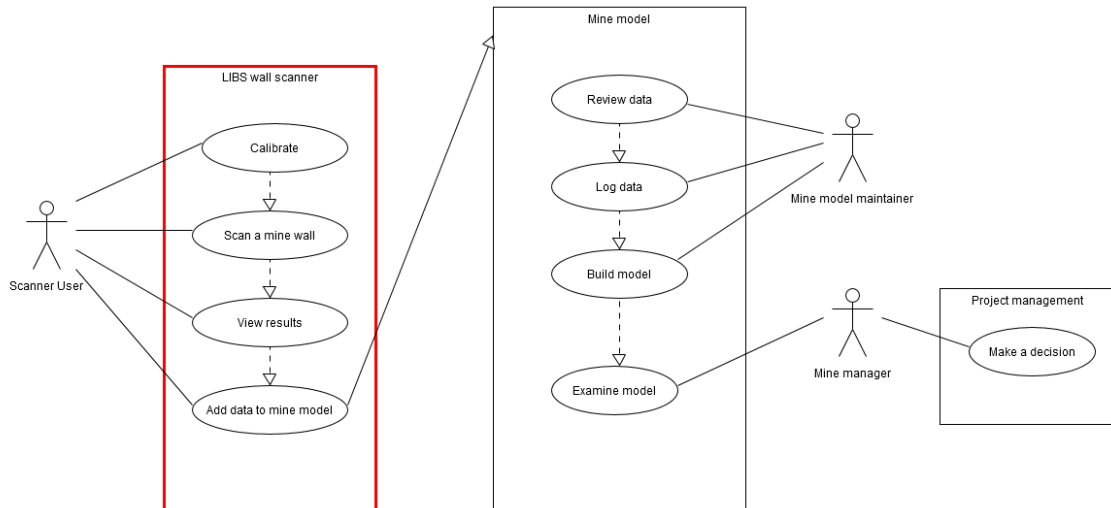 Mine model
LIBS wall scanner
Calibrate
Scan a mine wall
View results
Add data to mine model
Scanner User
Review data
Log data
Build model
Examine model
Mine model maintainer
Mine manager
Project management
Make a decision